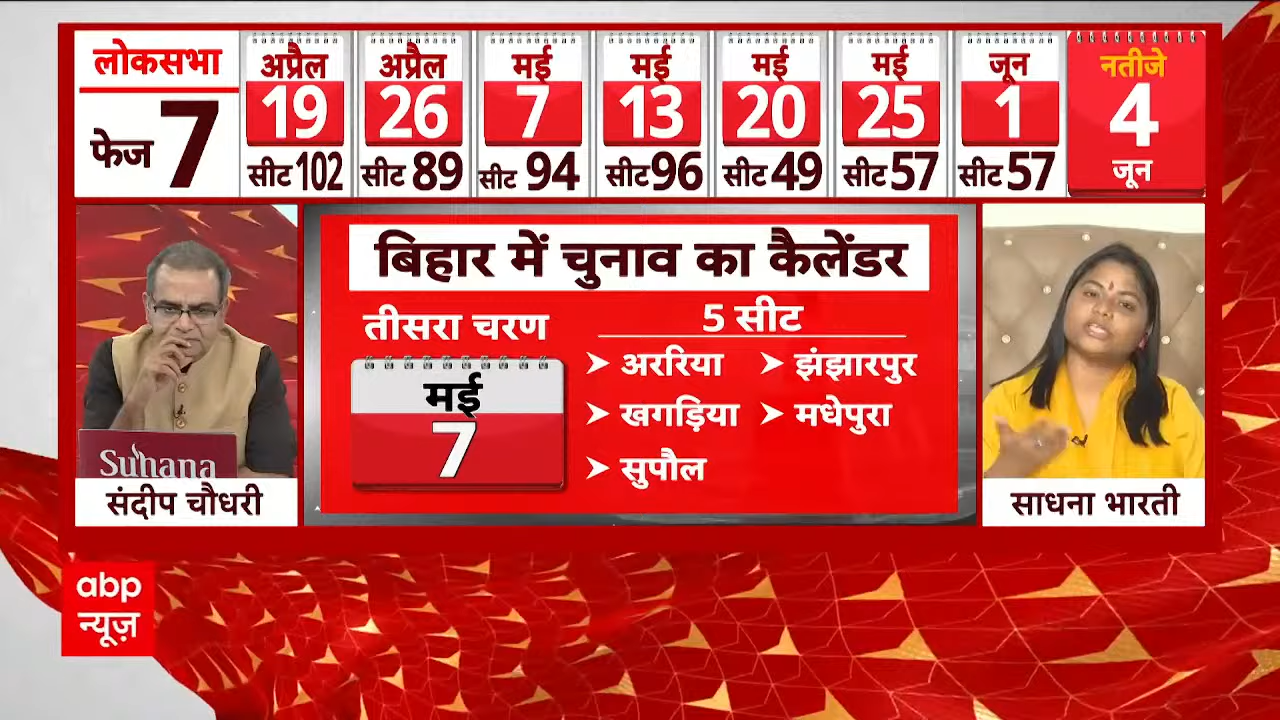 लोकसभा
फेज 7
अप्रैल
19
सीट 102
अप्रैल
26
सीट 89
मई
7
सीट 94
मई
13
सीट 96
मई
20
सीट 49
मई
25
सीट 57
जून
1
सीट 57
नतीजे
4
जून
बिहार में चुनाव का कैलेंडर
तीसरा चरण
मई
7
5 सीट
➤ अररिया ➤ झंझारपुर
➤ खगड़िया ➤ मधेपुरा
➤ सुपौल
Suhana
संदीप चौधरी
साधना भारती
abp
न्यूज़